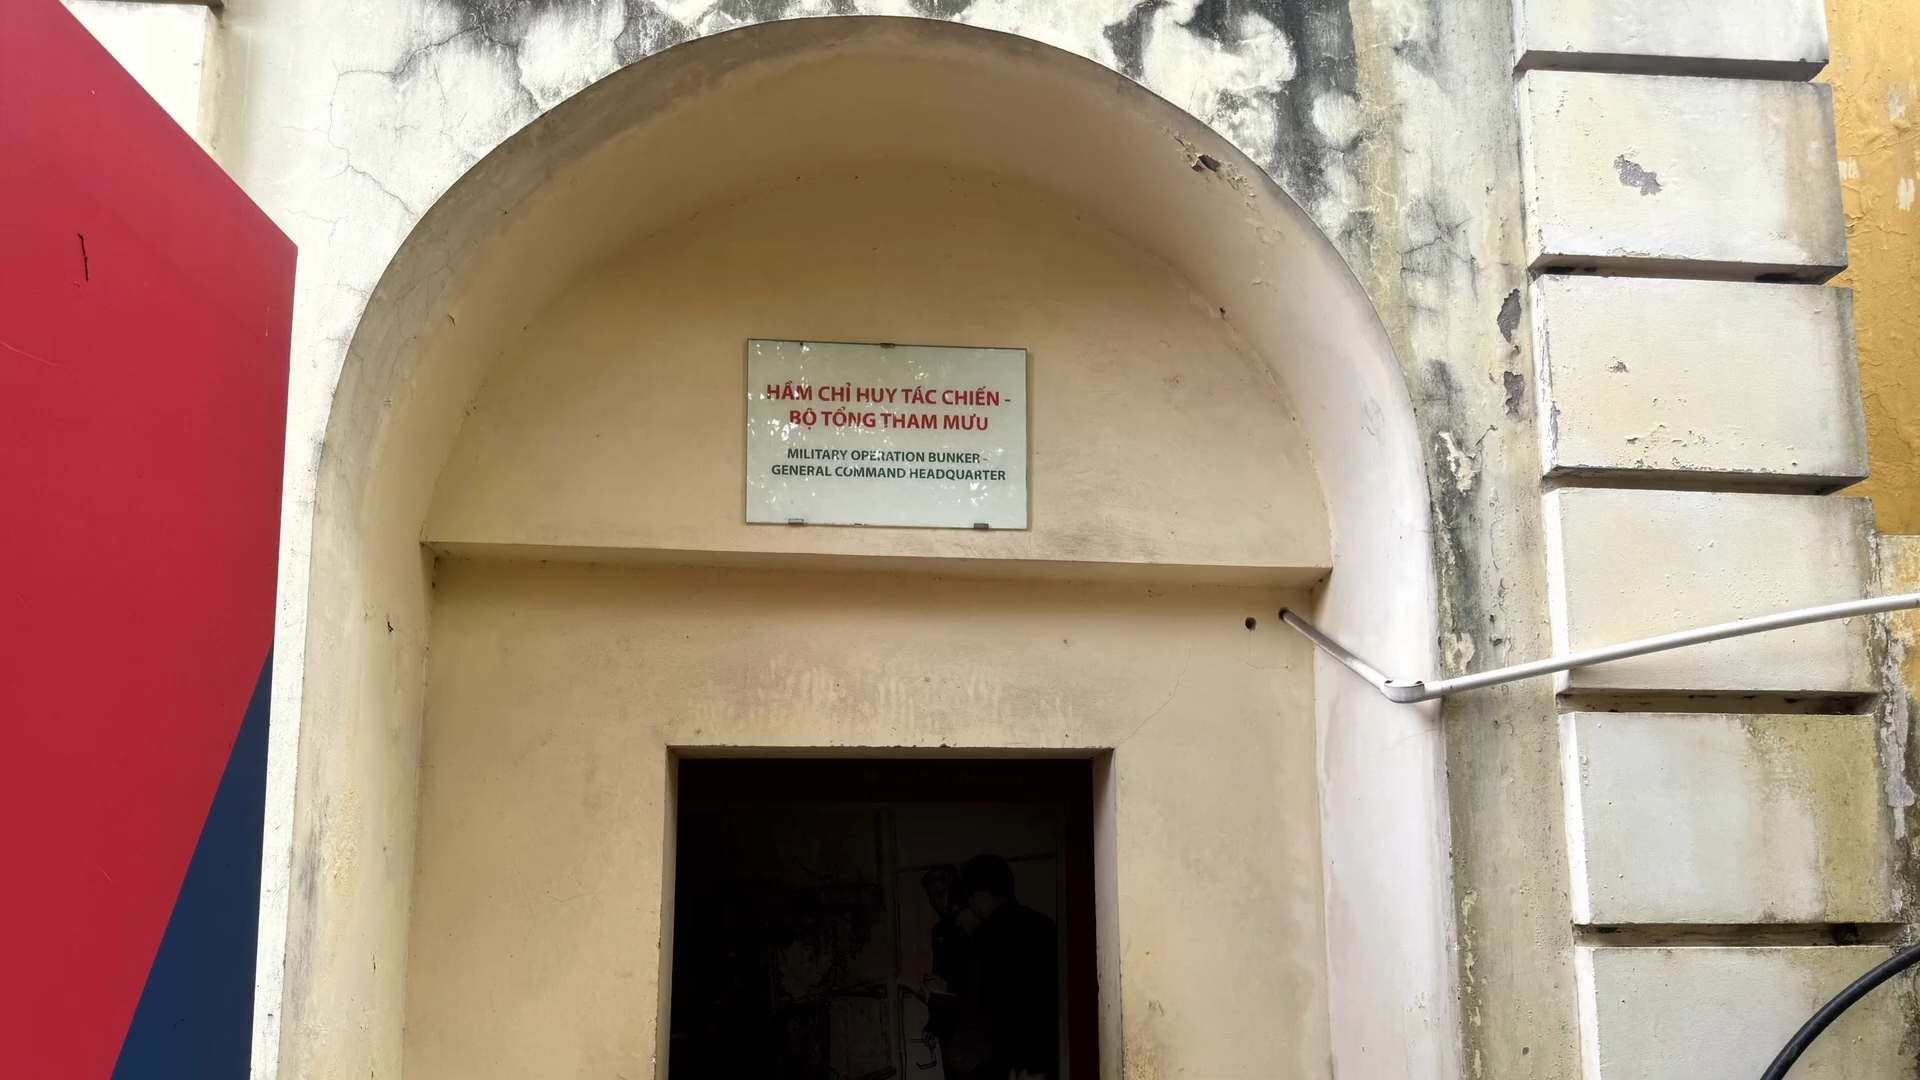 HẦM CHỈ HUY TÁC CHIẾN -
BỘ TỔNG THAM MƯU
MILITARY OPERATION BUNKER -
GENERAL COMMAND HEADQUARTER